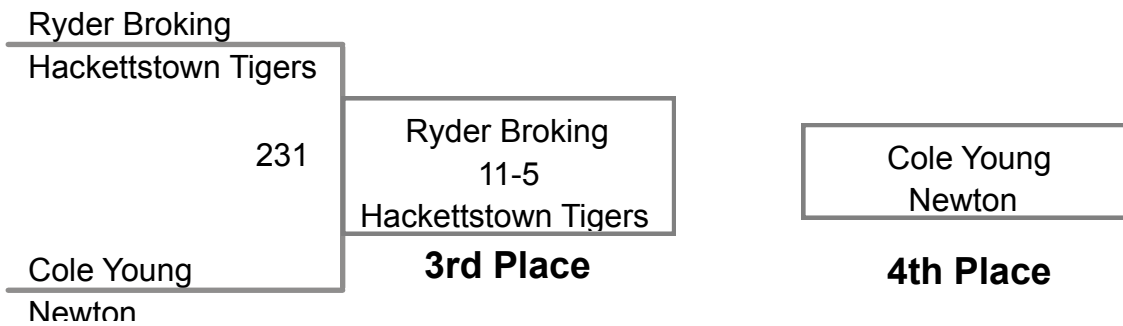 Ryder Broking
Hackettstown Tigers
231
Cole Young
Newton
Ryder Broking
11-5
Hackettstown Tigers
3rd Place
Cole Young
Newton
4th Place